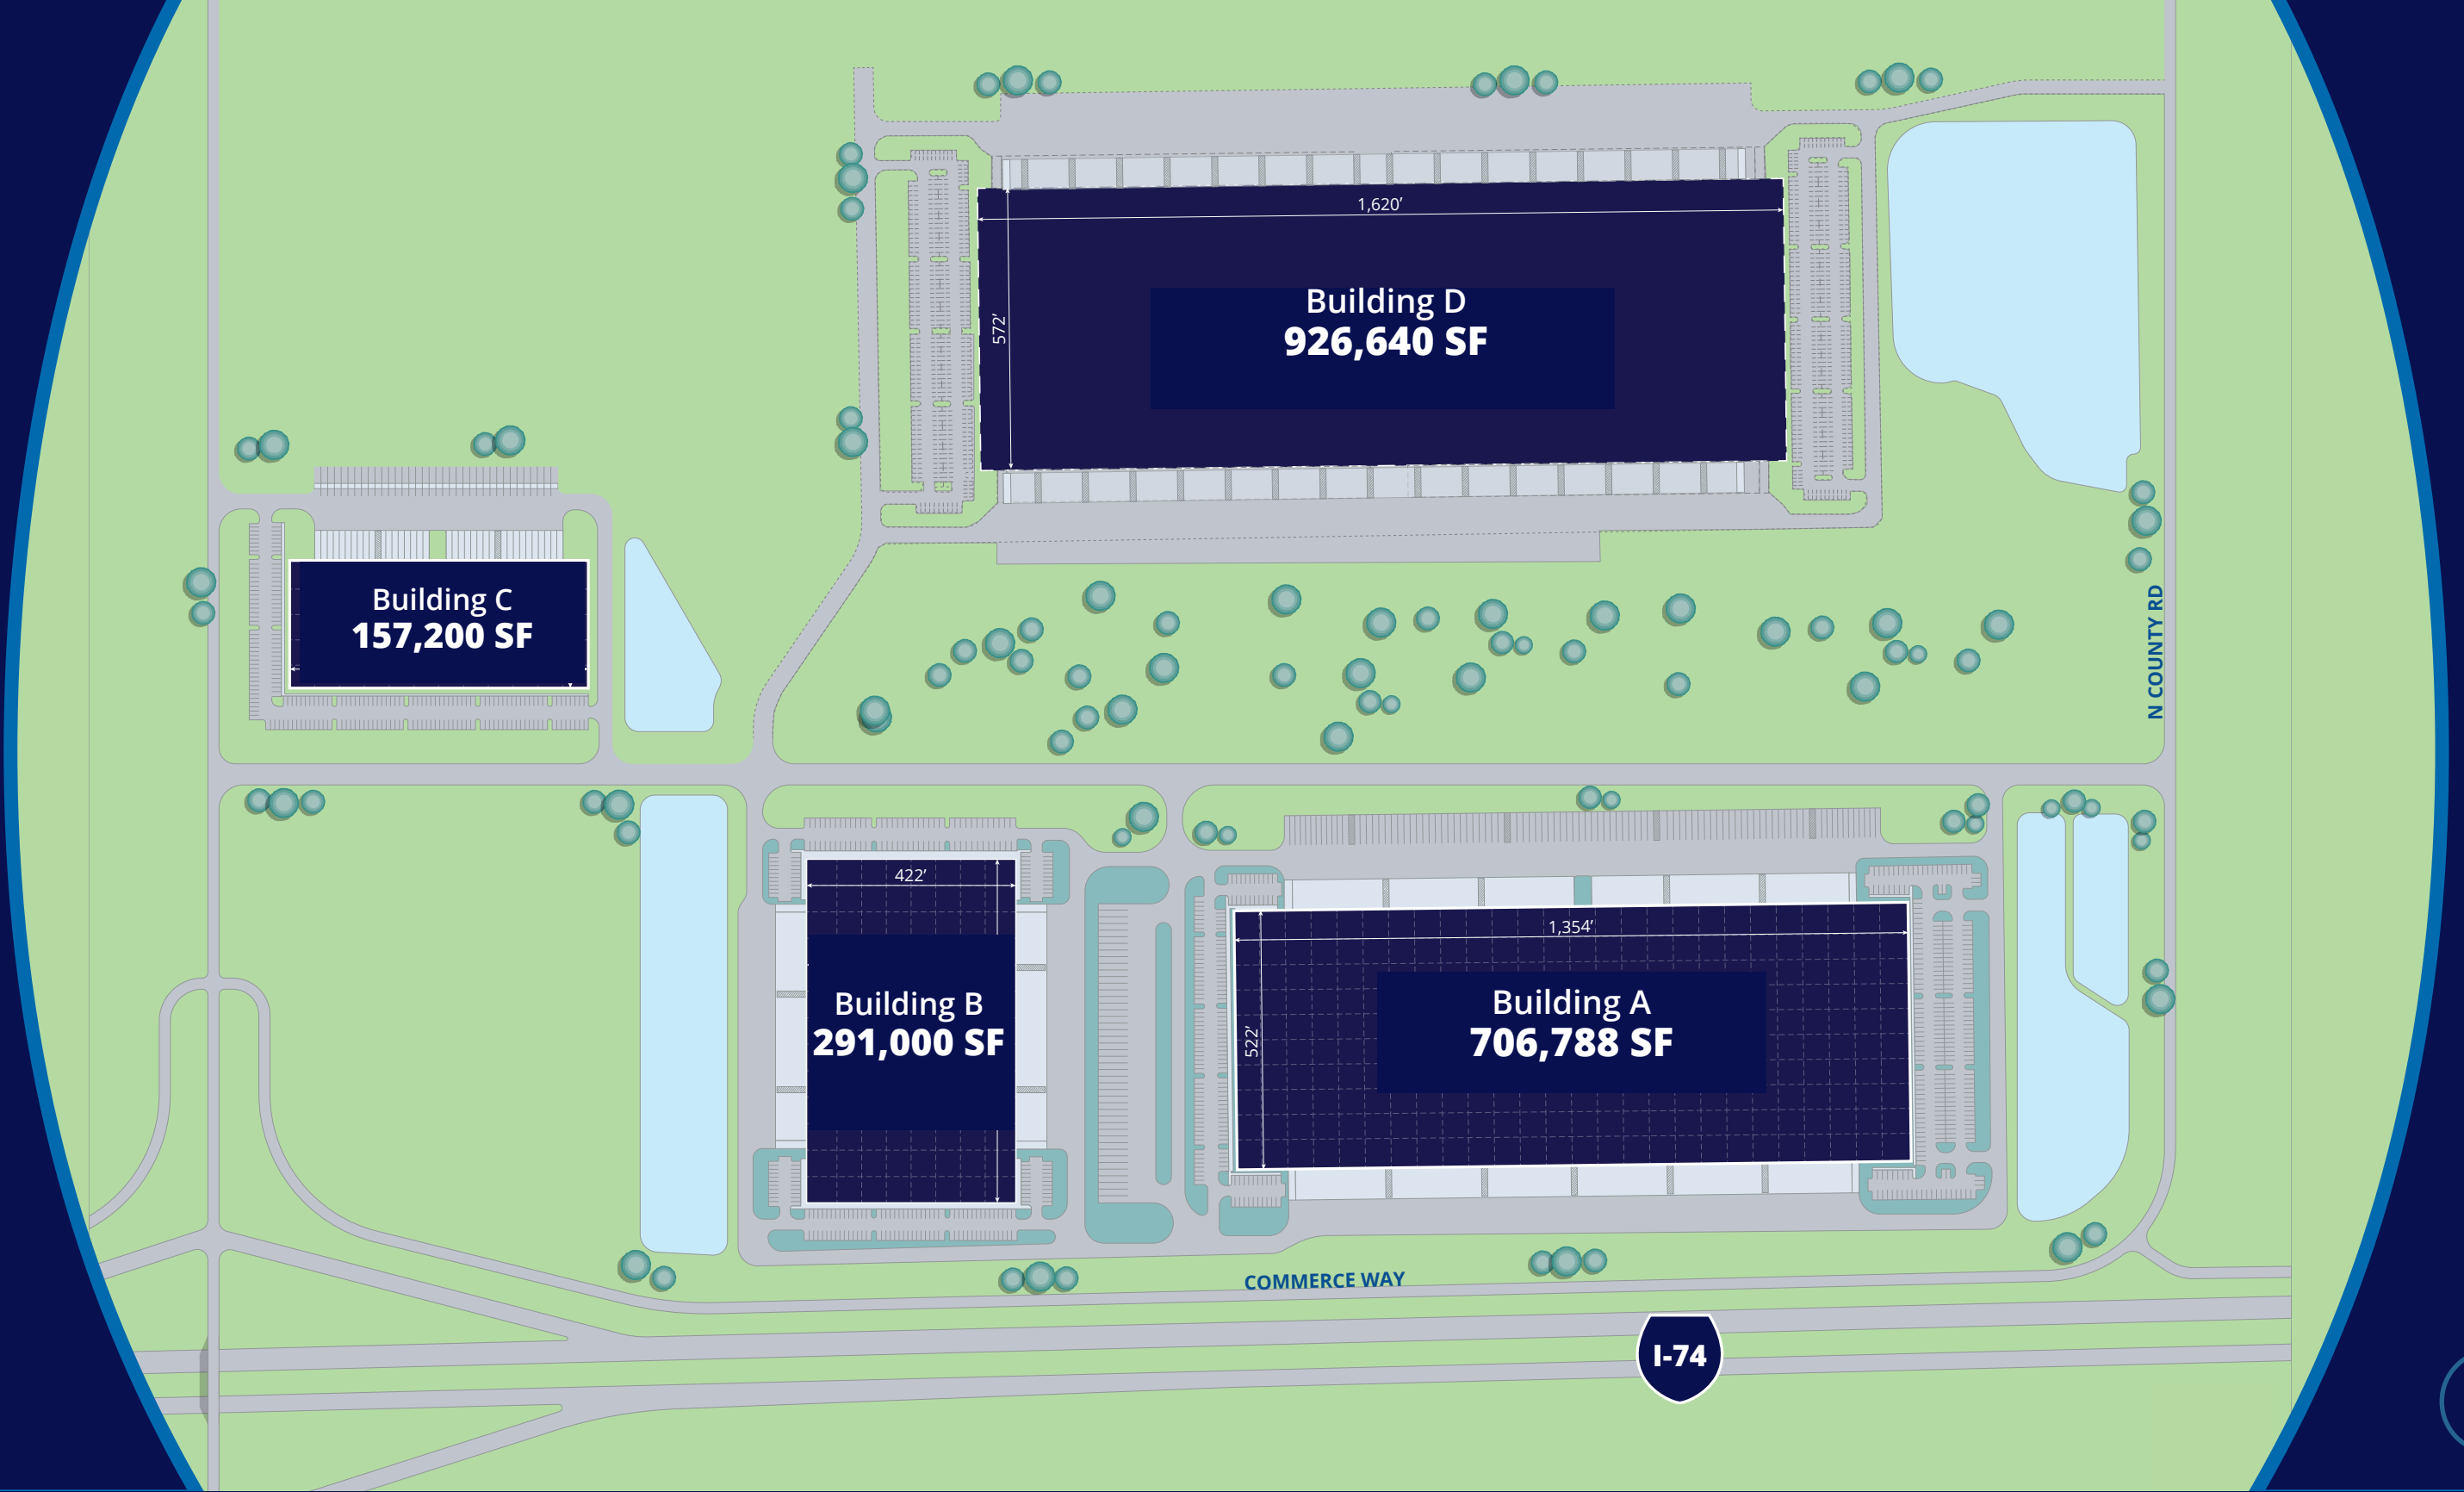 1,620’
572’
Building D
926,640 SF
Building C
157,200 SF
N COUNTY RD
422’
Building B
291,000 SF
1,354’
522’
Building A
706,788 SF
COMMERCE WAY
I-74